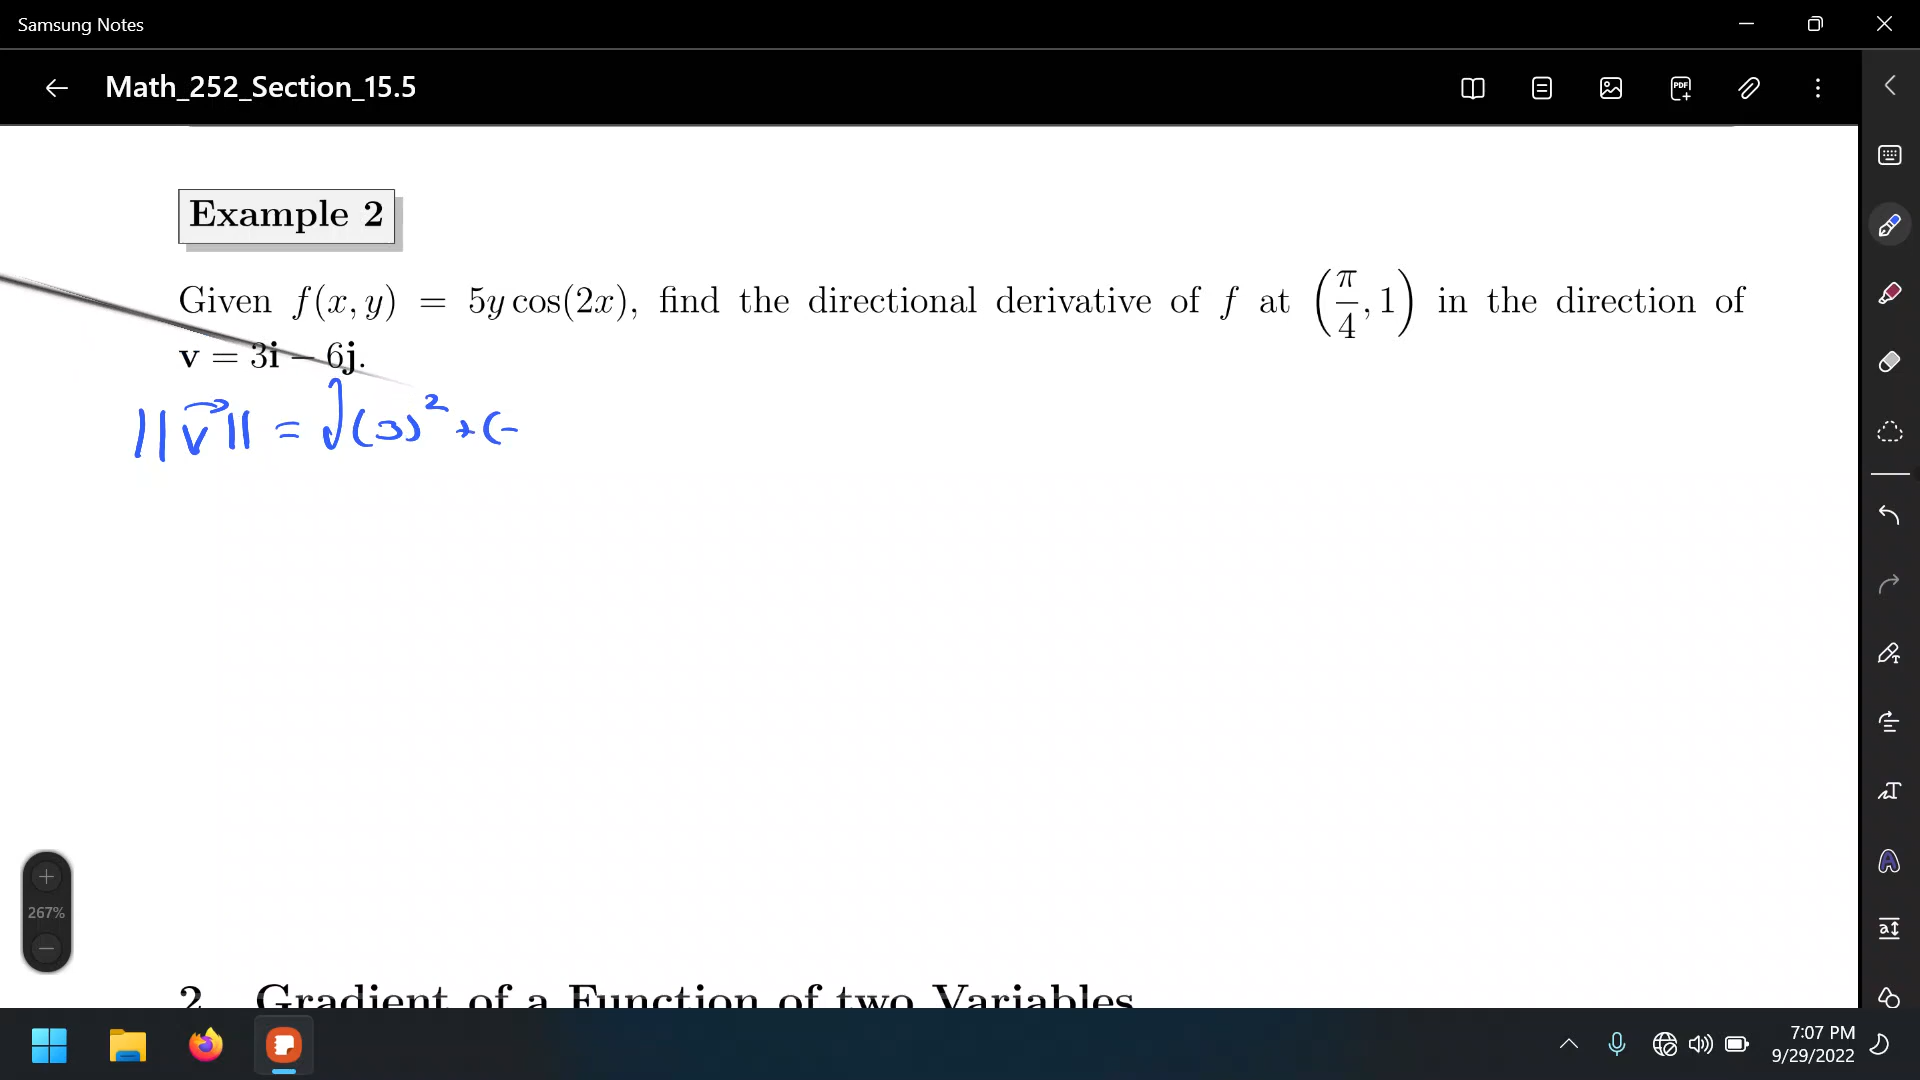 Samsung Notes
Math_252_Section_15.5
PDF
Example 2
Given f(x, y) = 5y cos(2x), find the directional derivative of f at (π/4, 1) in the direction of
v = 3i − 6j.
||v⃗|| = √(3)² + (-
2 Gradient of a Function of two Variables
267%
7:07 PM
9/29/2022